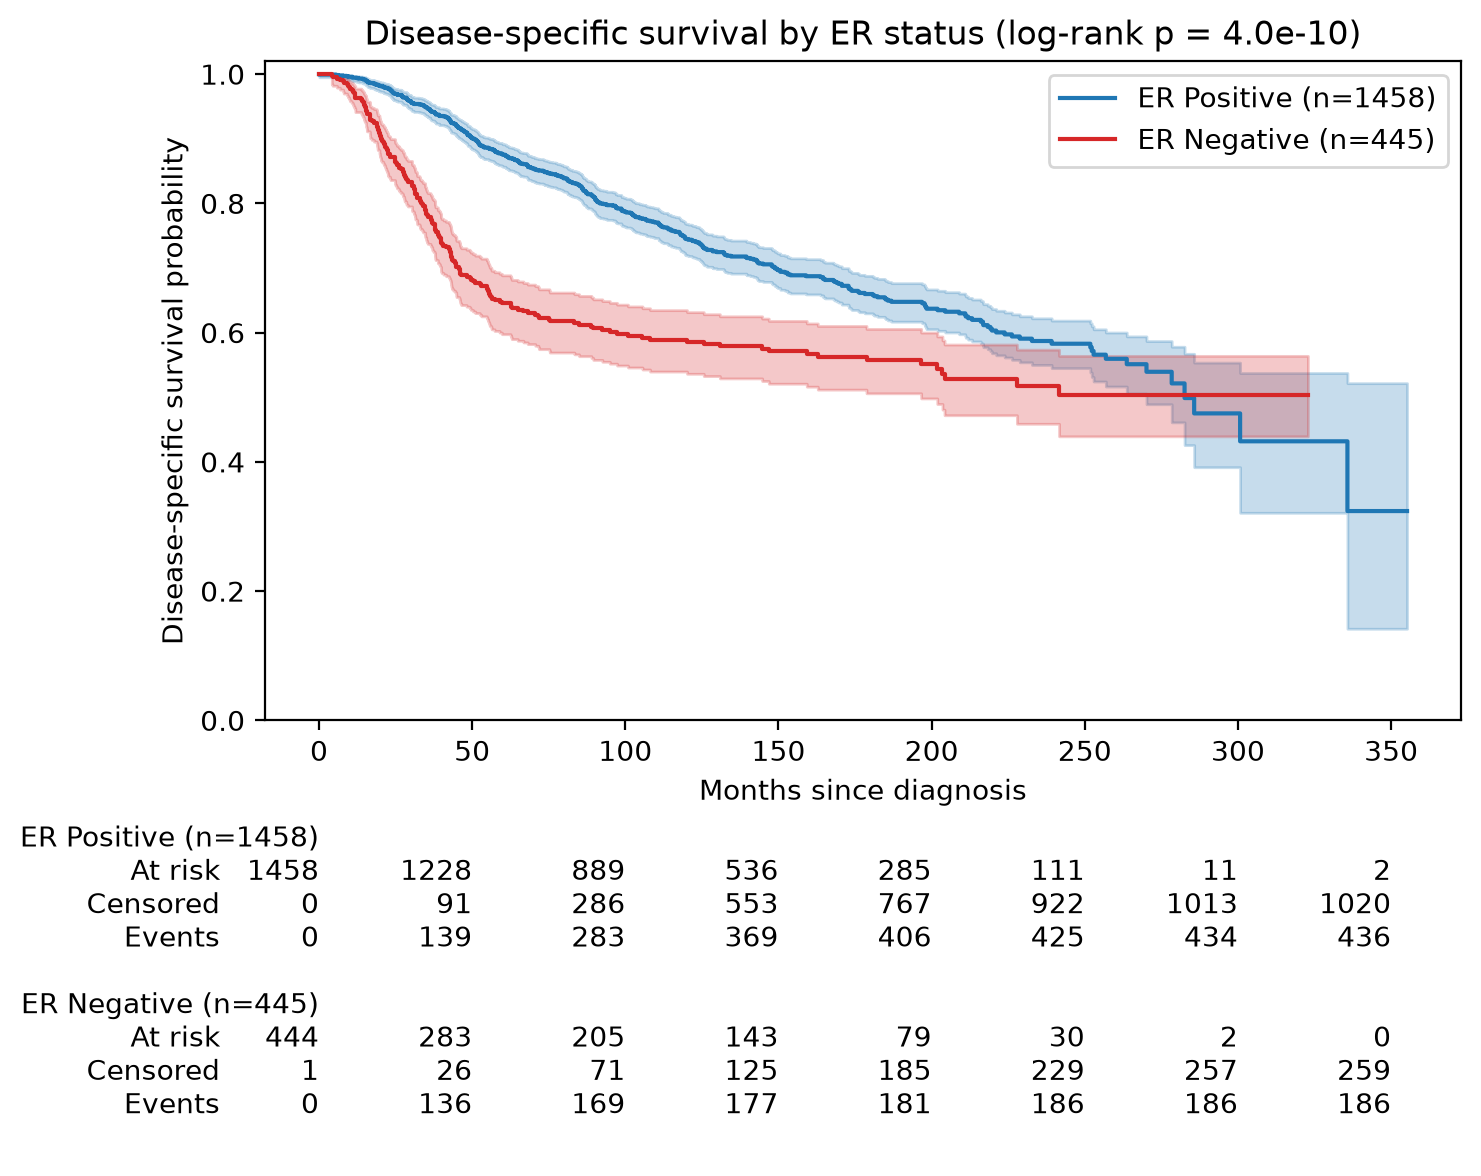 Disease-specific survival by ER status (log-rank p = 4.0e-10)
ER Positive (n=1458)
ER Negative (n=445)
Disease-specific survival probability
1.0
0.8
0.6
0.4
0.2
0.0
0 50 100 150 200 250 300 350
Months since diagnosis
ER Positive (n=1458)
At risk 1458 1228 889 536 285 111 11 2
Censored 0 91 286 553 767 922 1013 1020
Events 0 139 283 369 406 425 434 436
ER Negative (n=445)
At risk 444 283 205 143 79 30 2 0
Censored 1 26 71 125 185 229 257 259
Events 0 136 169 177 181 186 186 186